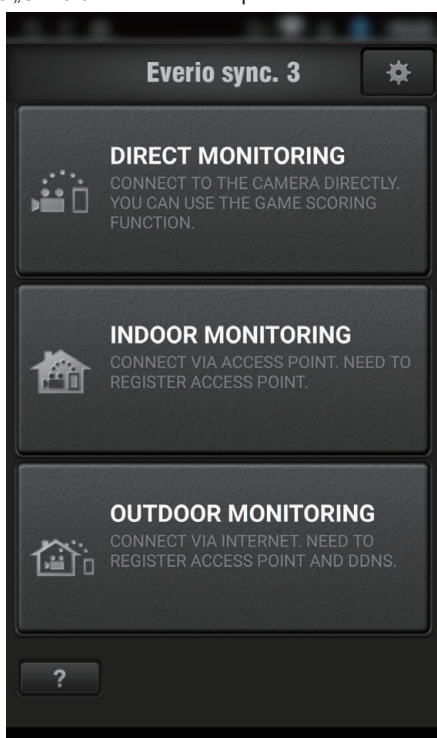 Everio sync. 3
DIRECT MONITORING
CONNECT TO THE CAMERA DIRECTLY.
YOU CAN USE THE GAME SCORING
FUNCTION.
INDOOR MONITORING
CONNECT VIA ACCESS POINT. NEED TO
REGISTER ACCESS POINT.
OUTDOOR MONITORING
CONNECT VIA INTERNET. NEED TO
REGISTER ACCESS POINT AND DDNS.
?